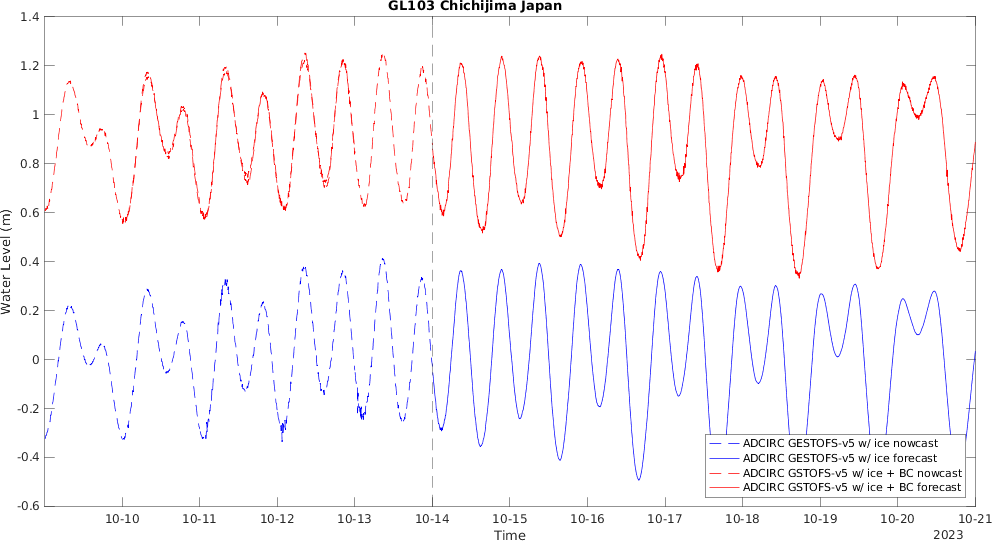 GL103 Chichijima Japan
1.4
1.2
1
0.8
0.6
0.4
0.2
0
-0.2
-0.4
-0.6
Water Level (m)
ADCIRC GESTOFS-v5 w/ ice nowcast
ADCIRC GESTOFS-v5 w/ ice forecast
ADCIRC GSTOFS-v5 w/ ice + BC nowcast
ADCIRC GSTOFS-v5 w/ ice + BC forecast
10-10 10-11 10-12 10-13 10-14 10-15 10-16 10-17 10-18 10-19 10-20 10-21
Time
2023